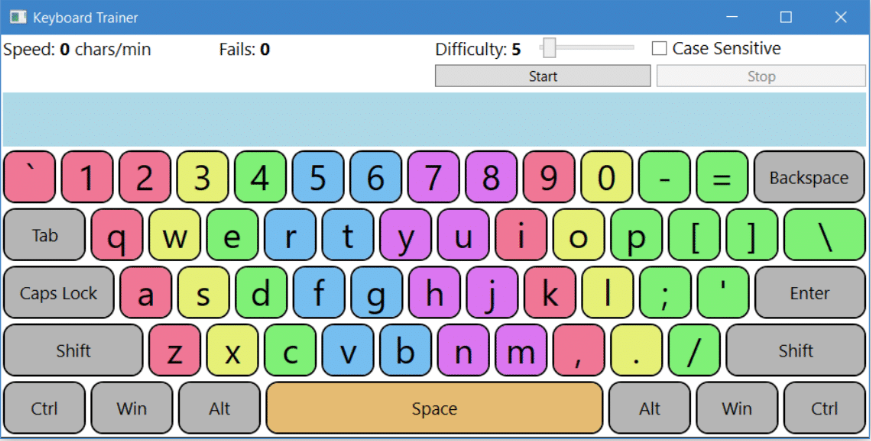 Keyboard Trainer
Speed: 0 chars/min Fails: 0 Difficulty: 5 Case Sensitive
Start Stop
` 1 2 3 4 5 6 7 8 9 0 - = Backspace
Tab q w e r t y u i o p [ ] \
Caps Lock a s d f g h j k l ; ' Enter
Shift z x c v b n m , . / Shift
Ctrl Win Alt Space Alt Win Ctrl